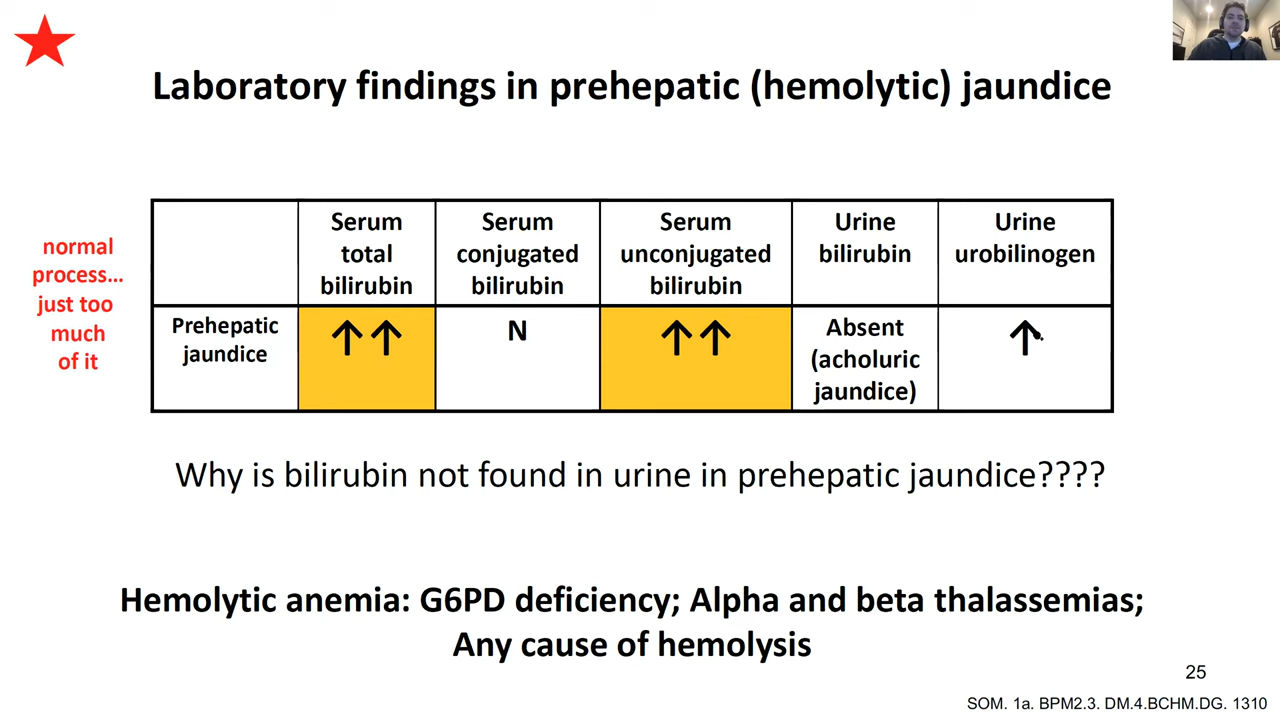 Laboratory findings in prehepatic (hemolytic) jaundice
normal
process...
just too
much
of it
Serum
total
bilirubin
Serum
conjugated
bilirubin
Serum
unconjugated
bilirubin
Urine
bilirubin
Urine
urobilinogen
Prehepatic
jaundice
↑↑
N
↑↑
Absent
(acholuric
jaundice)
↑
Why is bilirubin not found in urine in prehepatic jaundice????
Hemolytic anemia: G6PD deficiency; Alpha and beta thalassemias;
Any cause of hemolysis
25
SOM. 1a. BPM2.3. DM.4.BCHM.DG. 1310